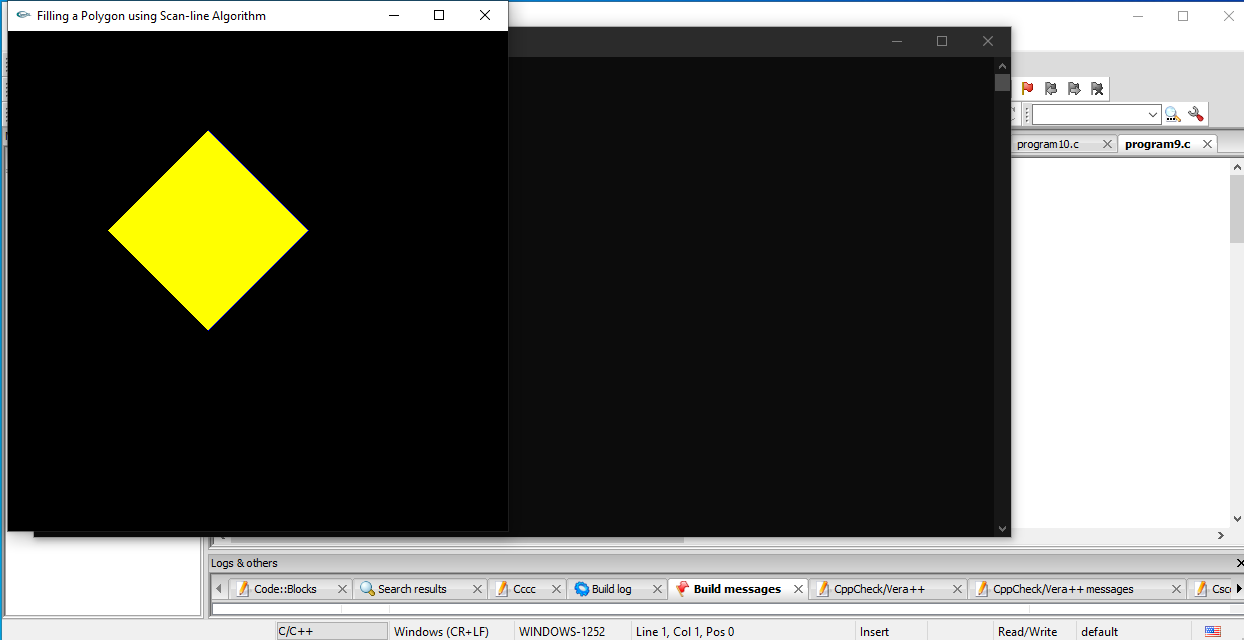 Filling a Polygon using Scan-line Algorithm
program10.c program9.c
Logs & others
Code::Blocks Search results Cccc Build log Build messages CppCheck/Vera++ CppCheck/Vera++ messages Csc
C/C++ Windows (CR+LF) WINDOWS-1252 Line 1, Col 1, Pos 0 Insert Read/Write default